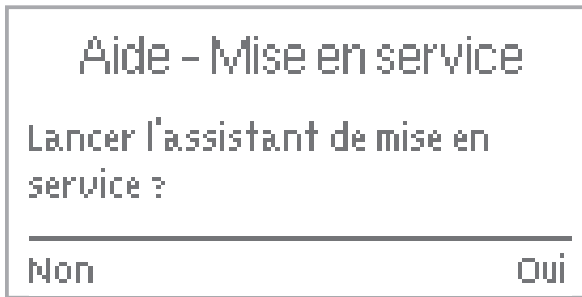 Aide - Mise en service
Lancer l'assistant de mise en
service ?
Non Oui